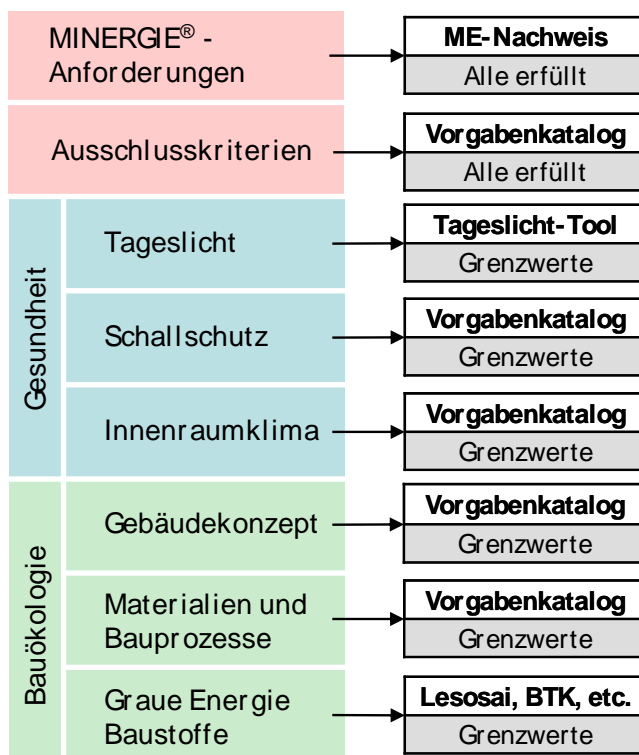 MINERGIE® -
Anforderungen
ME-Nachweis
Alle erfüllt
Ausschlusskriterien
Vorgabenkatalog
Alle erfüllt
Gesundheit
Tageslicht
Tageslicht-Tool
Grenzwerte
Schallschutz
Vorgabenkatalog
Grenzwerte
Innenraumklima
Vorgabenkatalog
Grenzwerte
Bauökologie
Gebäudekonzept
Vorgabenkatalog
Grenzwerte
Materialien und
Bauprozesse
Vorgabenkatalog
Grenzwerte
Graue Energie
Baustoffe
Lesosai, BTK, etc.
Grenzwerte